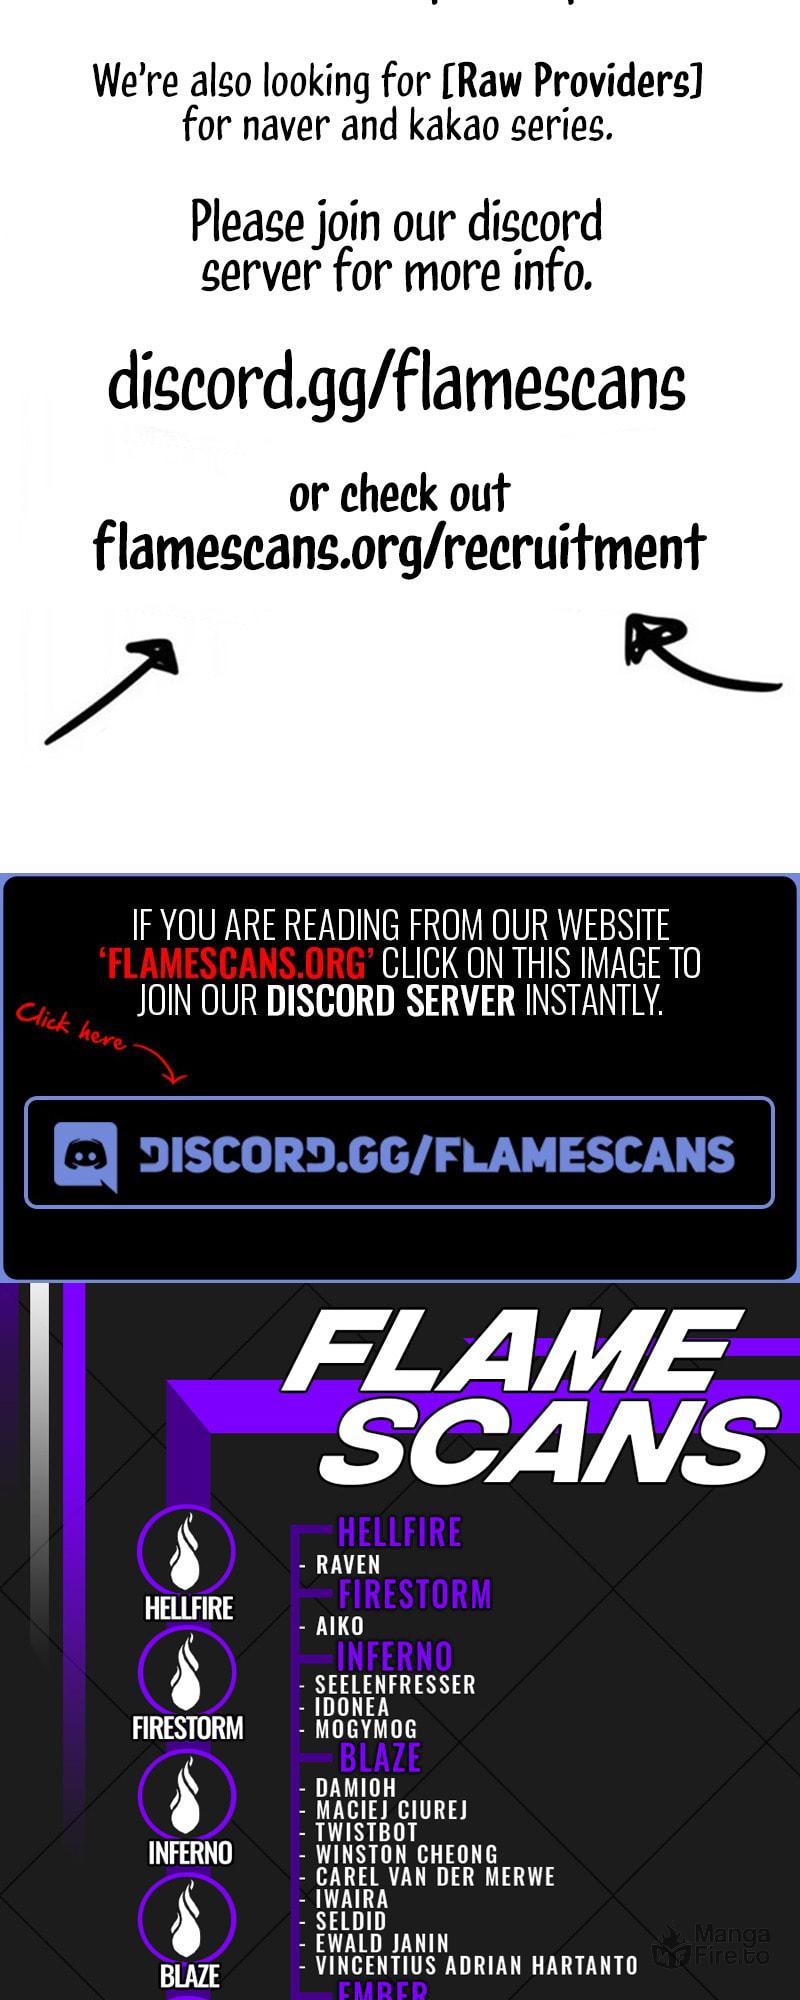 We're also looking for [Raw Providers]
for naver and kakao series.
Please join our discord
server for more info.
discord.gg/flamescans
or check out
flamescans.org/recruitment
IF YOU ARE READING FROM OUR WEBSITE
'FLAMESCANS.ORG' CLICK ON THIS IMAGE TO
JOIN OUR DISCORD SERVER INSTANTLY.
Click here
DISCORD.GG/FLAMESCANS
FLAME
SCANS
HELLFIRE
FIRESTORM
INFERNO
BLAZE
HELLFIRE
- RAVEN
FIRESTORM
- AIKO
INFERNO
- SEELENFRESSER
- IDONEA
- MOGYMOG
BLAZE
- DAMIOH
- MACIEJ CIUREJ
- TWISTBOT
- WINSTON CHEONG
- CAREL VAN DER MERWE
- IWAIRA
- SELDID
- EWALD JANIN
- VINCENTIUS ADRIAN HARTANTO
EMBER
Manga
Fire.to